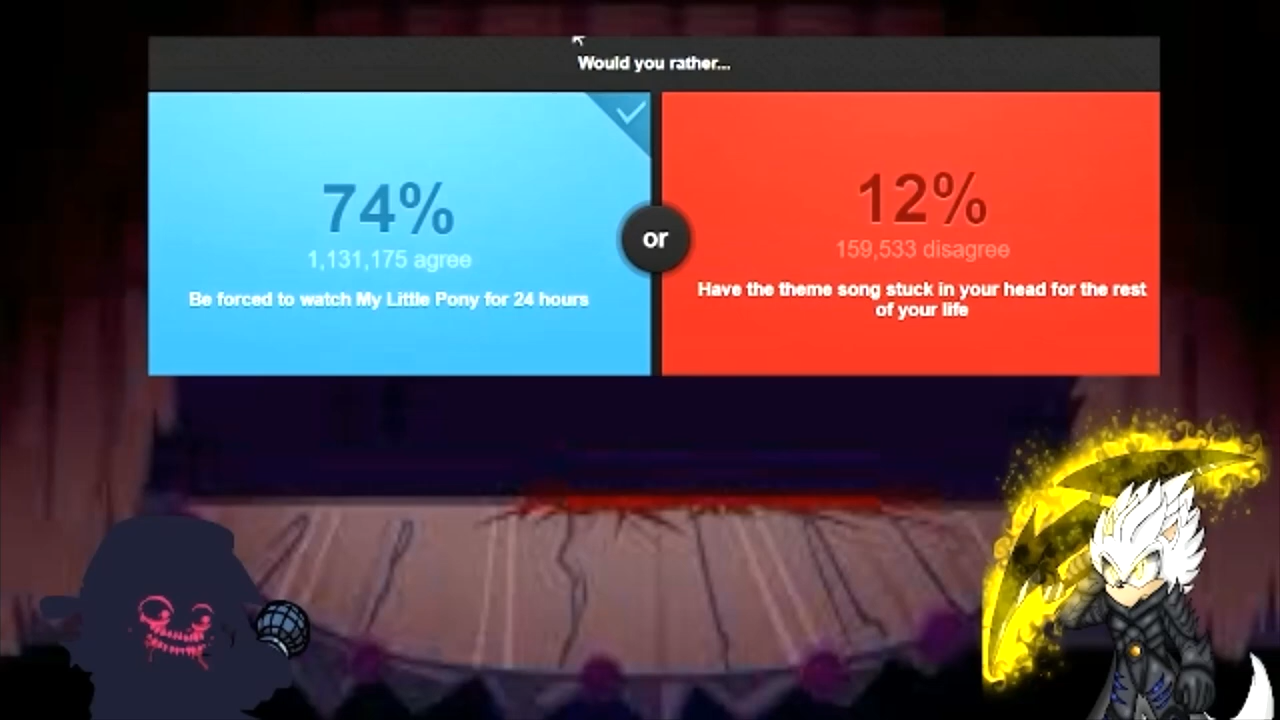 Would you rather...
74%
1,131,175 agree
Be forced to watch My Little Pony for 24 hours
or
12%
159,533 disagree
Have the theme song stuck in your head for the rest
of your life